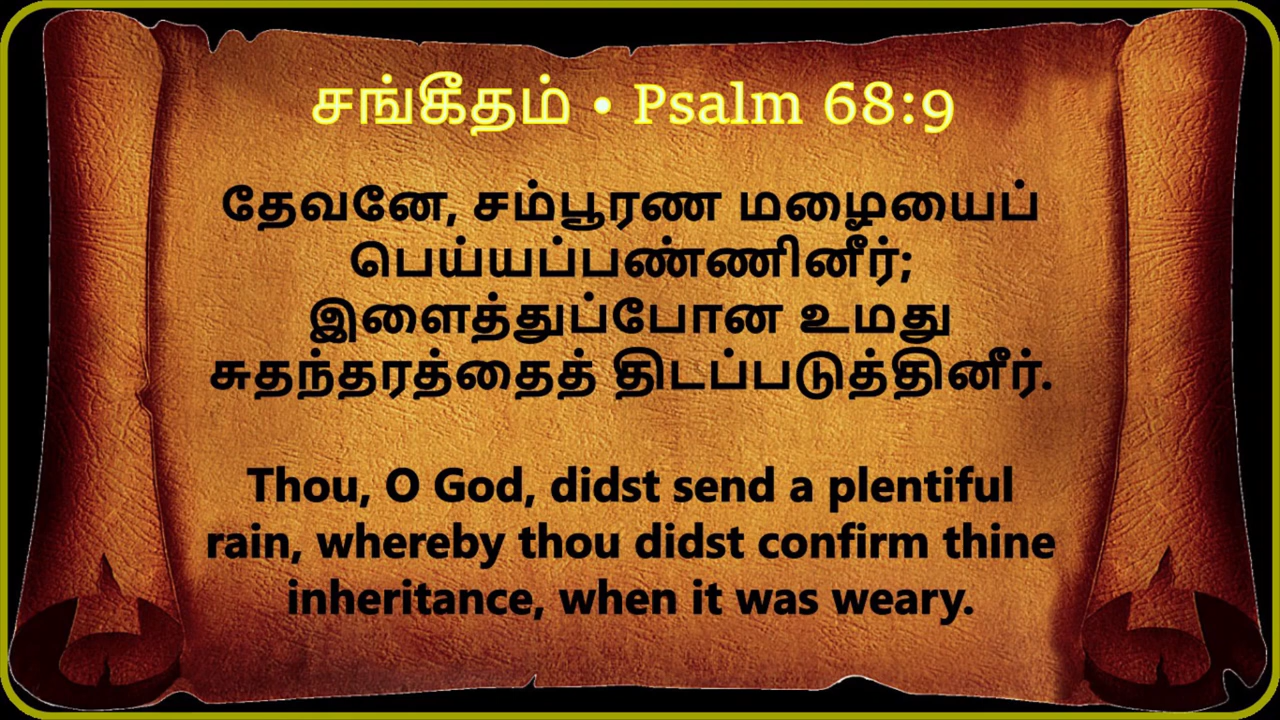 சங்கீதம் • Psalm 68:9
தேவனே, சம்பூரண மழையைப்
பெய்யப்பண்ணினீர்;
இளைத்துப்போன உமது
சுதந்தரத்தைத் திடப்படுத்தினீர்.
Thou, O God, didst send a plentiful
rain, whereby thou didst confirm thine
inheritance, when it was weary.